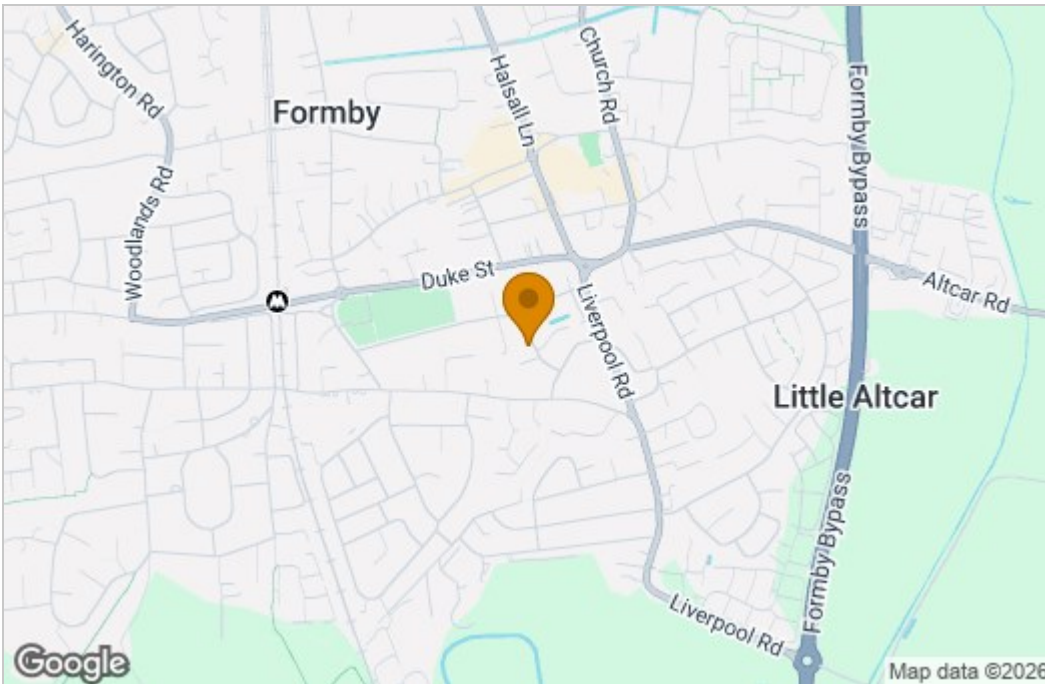 Harington Rd
Formby
Halsall Ln
Church Rd
Formby Bypass
Woodlands Rd
Duke St
Altcar Rd
Liverpool Rd
Little Altcar
Formby Bypass
Liverpool Rd
Google
Map data ©2026